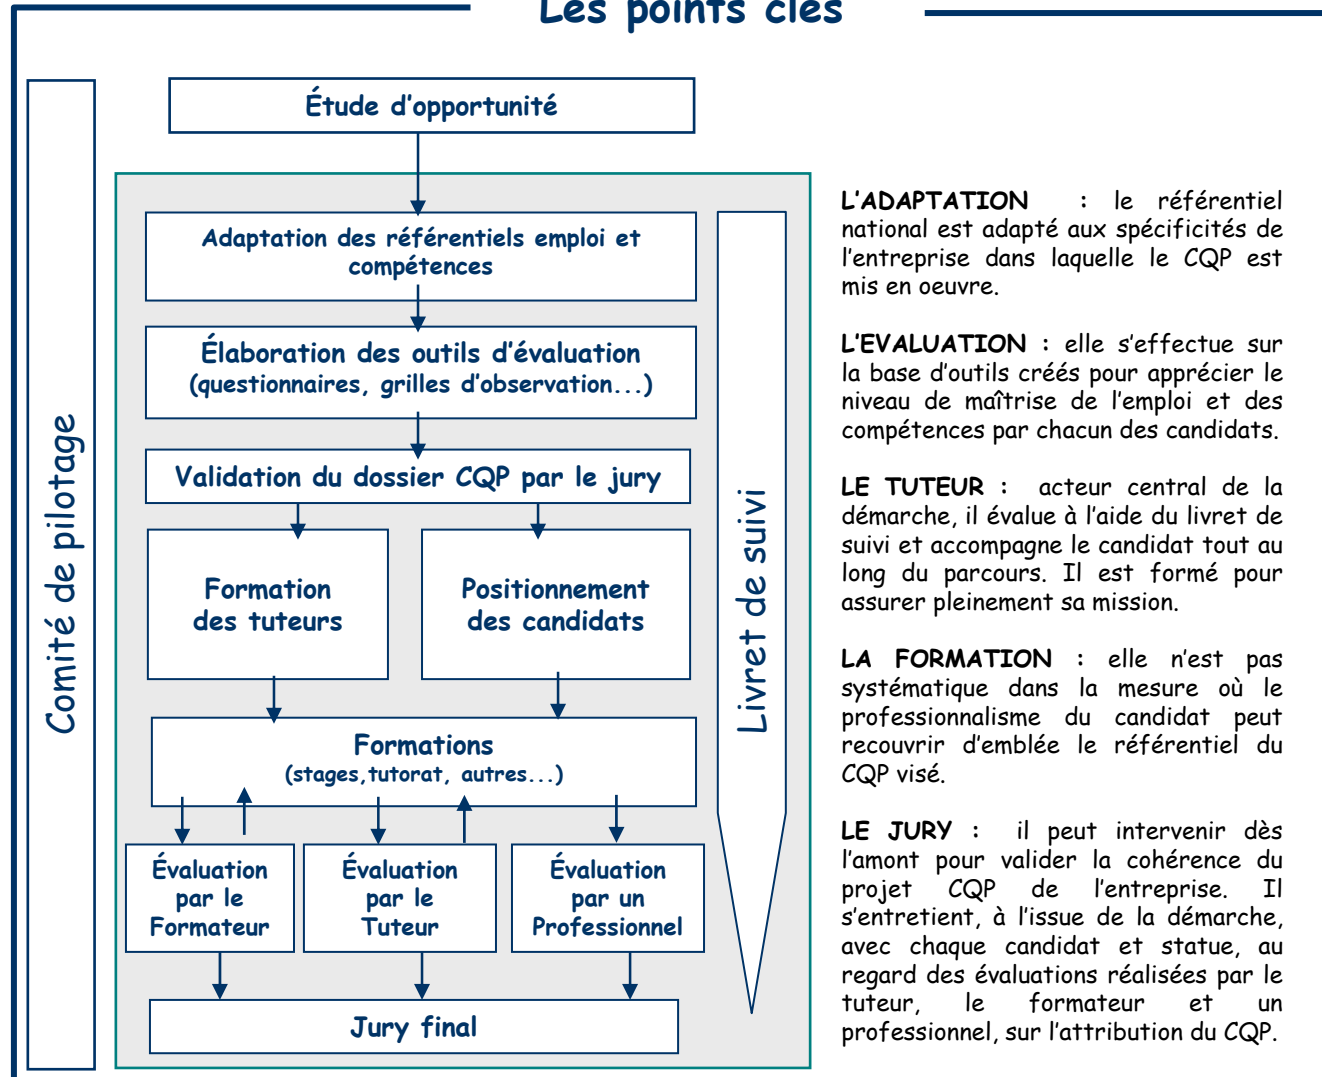 Les points clés
Comité de pilotage
Étude d'opportunité
Adaptation des référentiels emploi et
compétences
Élaboration des outils d'évaluation
(questionnaires, grilles d'observation...)
Validation du dossier CQP par le jury
Formation
des tuteurs
Positionnement
des candidats
Formations
(stages,tutorat, autres...)
Évaluation
par le
Formateur
Évaluation
par le
Tuteur
Évaluation
par un
Professionnel
Jury final
Livret de suivi
L'ADAPTATION : le référentiel
national est adapté aux spécificités de
l'entreprise dans laquelle le CQP est
mis en oeuvre.
L'EVALUATION : elle s'effectue sur
la base d'outils créés pour apprécier le
niveau de maîtrise de l'emploi et des
compétences par chacun des candidats.
LE TUTEUR : acteur central de la
démarche, il évalue à l'aide du livret de
suivi et accompagne le candidat tout au
long du parcours. Il est formé pour
assurer pleinement sa mission.
LA FORMATION : elle n'est pas
systématique dans la mesure où le
professionnalisme du candidat peut
recouvrir d'emblée le référentiel du
CQP visé.
LE JURY : il peut intervenir dès
l'amont pour valider la cohérence du
projet CQP de l'entreprise. Il
s'entretient, à l'issue de la démarche,
avec chaque candidat et statue, au
regard des évaluations réalisées par le
tuteur, le formateur et un
professionnel, sur l'attribution du CQP.